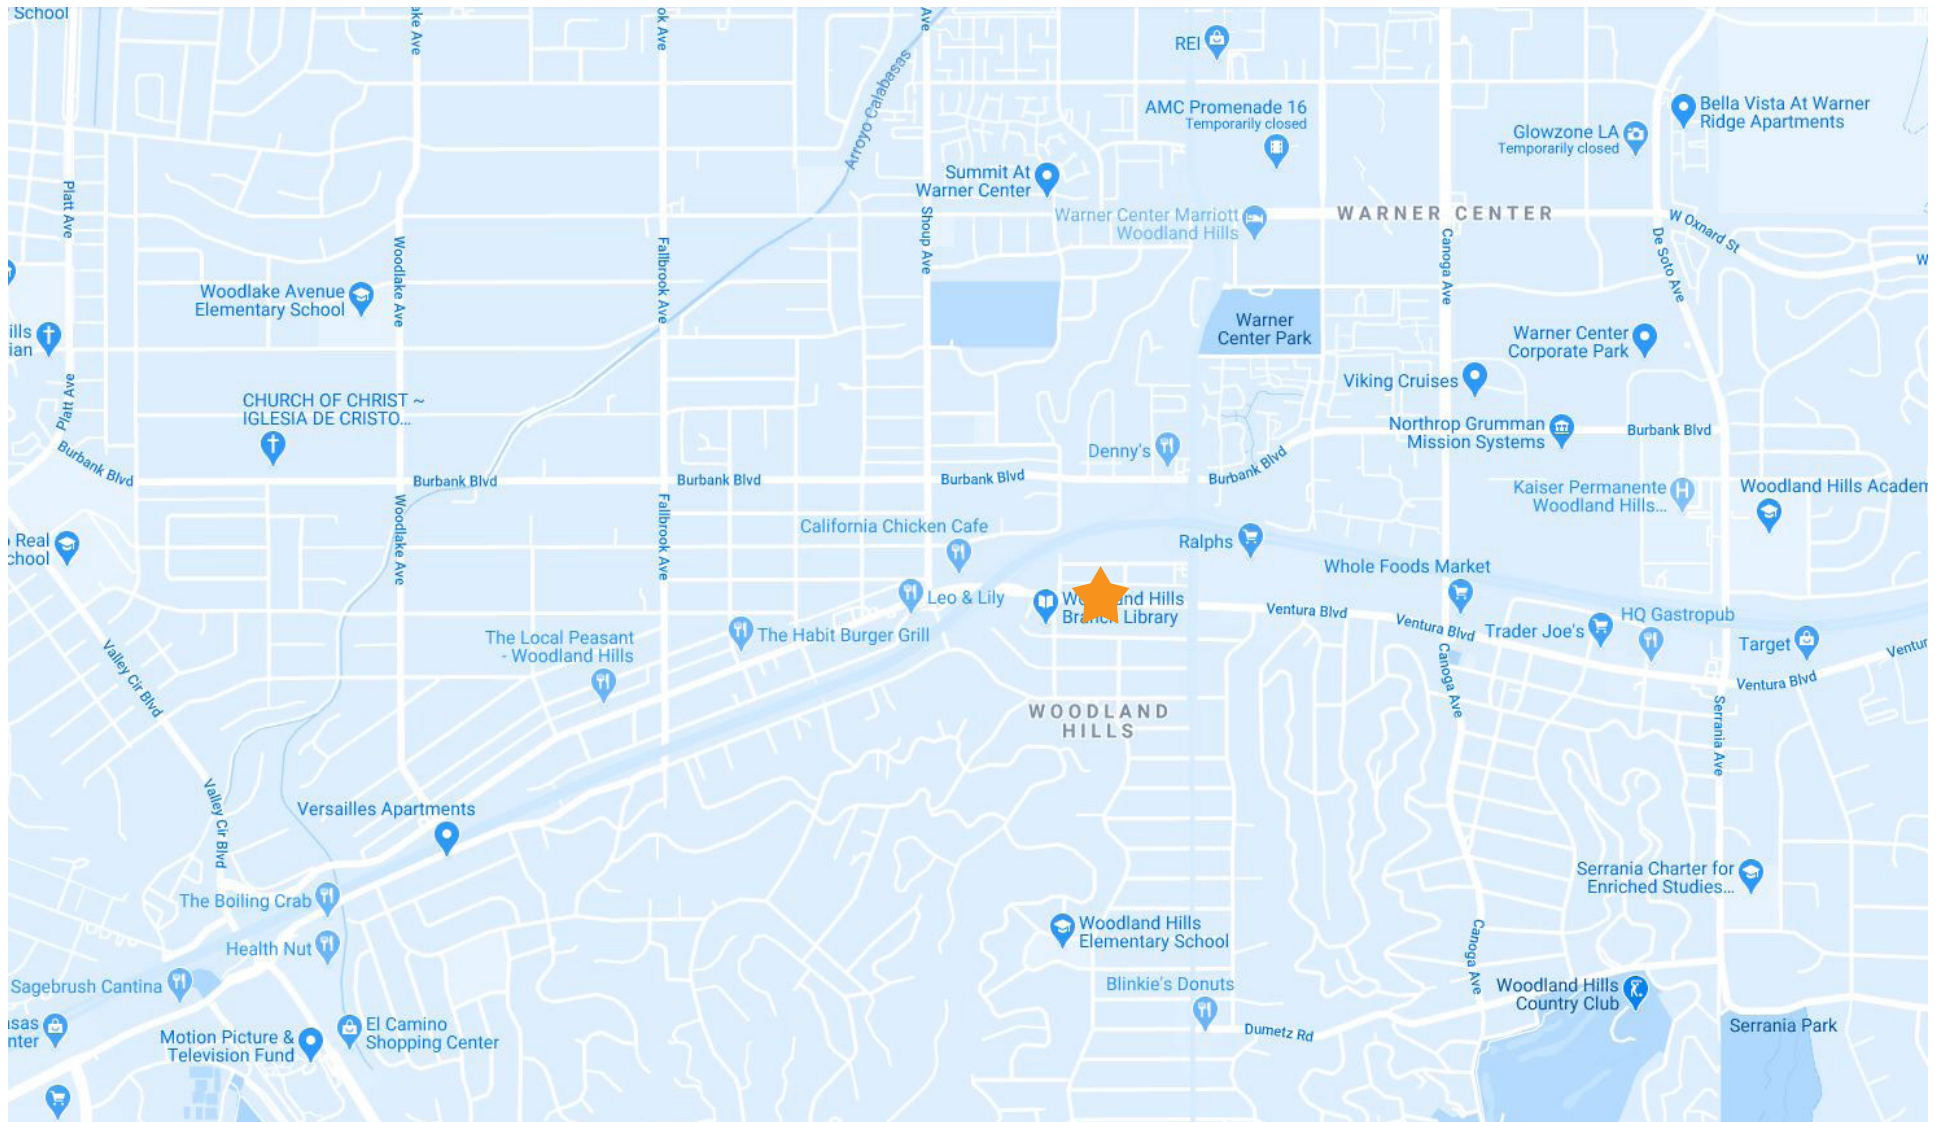 School
ake Ave
ok Ave
Ave
Arroyo Calabasas
REI
AMC Promenade 16
Temporarily closed
Bella Vista At Warner
Ridge Apartments
Glowzone LA
Temporarily closed
Summit At
Warner Center
Platt Ave
Warner Center Marriott
Woodland Hills
WARNER CENTER
W Oxnard St
Shoup Ave
Woodlake Ave
Fallbrook Ave
Canoga Ave
De Soto Ave
W
Woodlake Avenue
Elementary School
Warner
Center Park
ills
ian
Warner Center
Corporate Park
Viking Cruises
Platt Ave
CHURCH OF CHRIST ~
IGLESIA DE CRISTO...
Northrop Grumman
Mission Systems
Burbank Blvd
Denny's
Burbank Blvd
Burbank Blvd
Burbank Blvd
Burbank Blvd
Burbank Blvd
Kaiser Permanente
Woodland Hills...
Woodland Hills Academ
Woodlake Ave
Fallbrook Ave
California Chicken Cafe
Real
chool
Ralphs
Whole Foods Market
Leo & Lily
Woodland Hills
Branch Library
Ventura Blvd
Ventura Blvd
Trader Joe's
HQ Gastropub
Target
Ventur
The Habit Burger Grill
The Local Peasant
- Woodland Hills
Valley Cir Blvd
Canoga Ave
Ventura Blvd
WOODLAND
HILLS
Serrania Ave
Valley Cir Blvd
Versailles Apartments
Serrania Charter for
Enriched Studies...
The Boiling Crab
Woodland Hills
Elementary School
Health Nut
Canoga Ave
Sagebrush Cantina
Blinkie's Donuts
Woodland Hills
Country Club
asas
nter
Motion Picture &
Television Fund
El Camino
Shopping Center
Dumetz Rd
Serrania Park